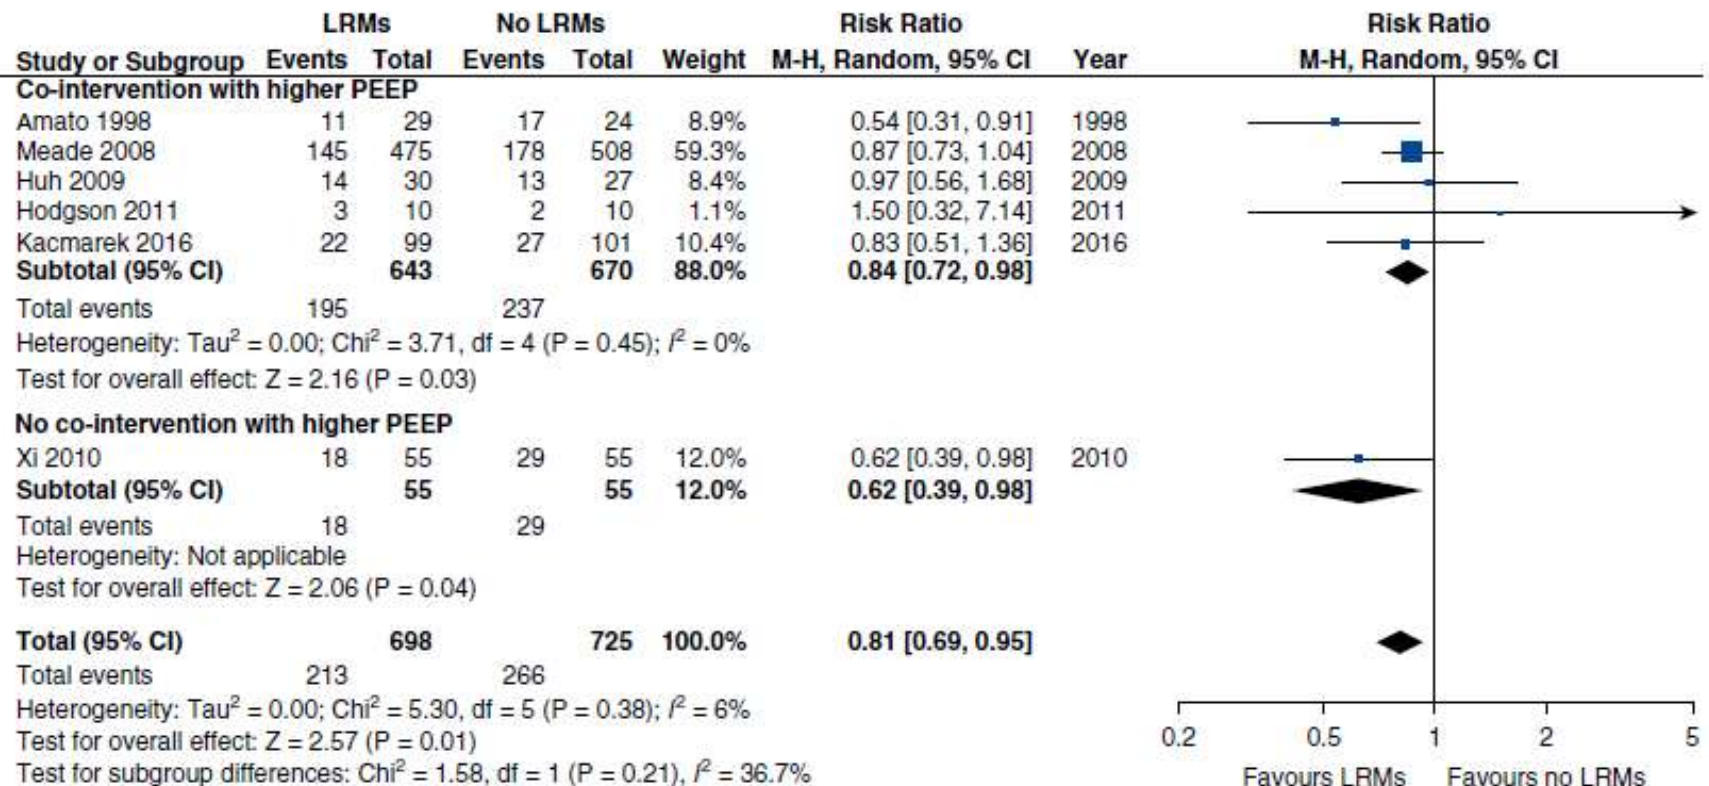 LRMs No LRMs Risk Ratio Risk Ratio
Study or Subgroup Events Total Events Total Weight M-H, Random, 95% CI Year M-H, Random, 95% CI
Co-intervention with higher PEEP
Amato 1998 11 29 17 24 8.9% 0.54 [0.31, 0.91] 1998
Meade 2008 145 475 178 508 59.3% 0.87 [0.73, 1.04] 2008
Huh 2009 14 30 13 27 8.4% 0.97 [0.56, 1.68] 2009
Hodgson 2011 3 10 2 10 1.1% 1.50 [0.32, 7.14] 2011
Kacmarek 2016 22 99 27 101 10.4% 0.83 [0.51, 1.36] 2016
Subtotal (95% CI) 643 670 88.0% 0.84 [0.72, 0.98]
Total events 195 237
Heterogeneity: Tau² = 0.00; Chi² = 3.71, df = 4 (P = 0.45); I² = 0%
Test for overall effect: Z = 2.16 (P = 0.03)
No co-intervention with higher PEEP
Xi 2010 18 55 29 55 12.0% 0.62 [0.39, 0.98] 2010
Subtotal (95% CI) 55 55 12.0% 0.62 [0.39, 0.98]
Total events 18 29
Heterogeneity: Not applicable
Test for overall effect: Z = 2.06 (P = 0.04)
Total (95% CI) 698 725 100.0% 0.81 [0.69, 0.95]
Total events 213 266
Heterogeneity: Tau² = 0.00; Chi² = 5.30, df = 5 (P = 0.38); I² = 6%
Test for overall effect: Z = 2.57 (P = 0.01)
Test for subgroup differences: Chi² = 1.58, df = 1 (P = 0.21), I² = 36.7%
0.2 0.5 1 2 5
Favours LRMs Favours no LRMs